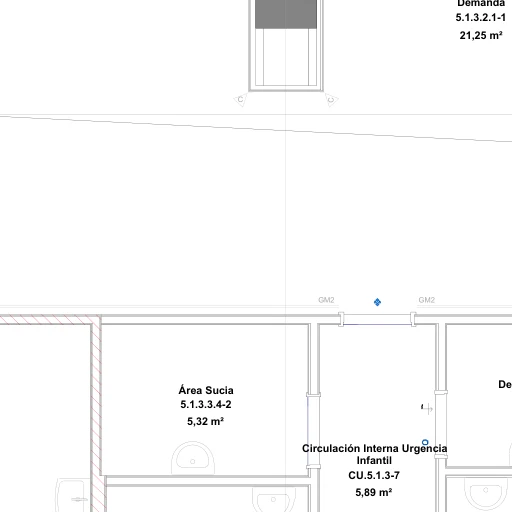 Demanda
5.1.3.2.1-1
21,25 m²
C
C
GM2
GM2
Área Sucia
5.1.3.3.4-2
5,32 m²
De
Circulación Interna Urgencia
Infantil
CU.5.1.3-7
5,89 m²